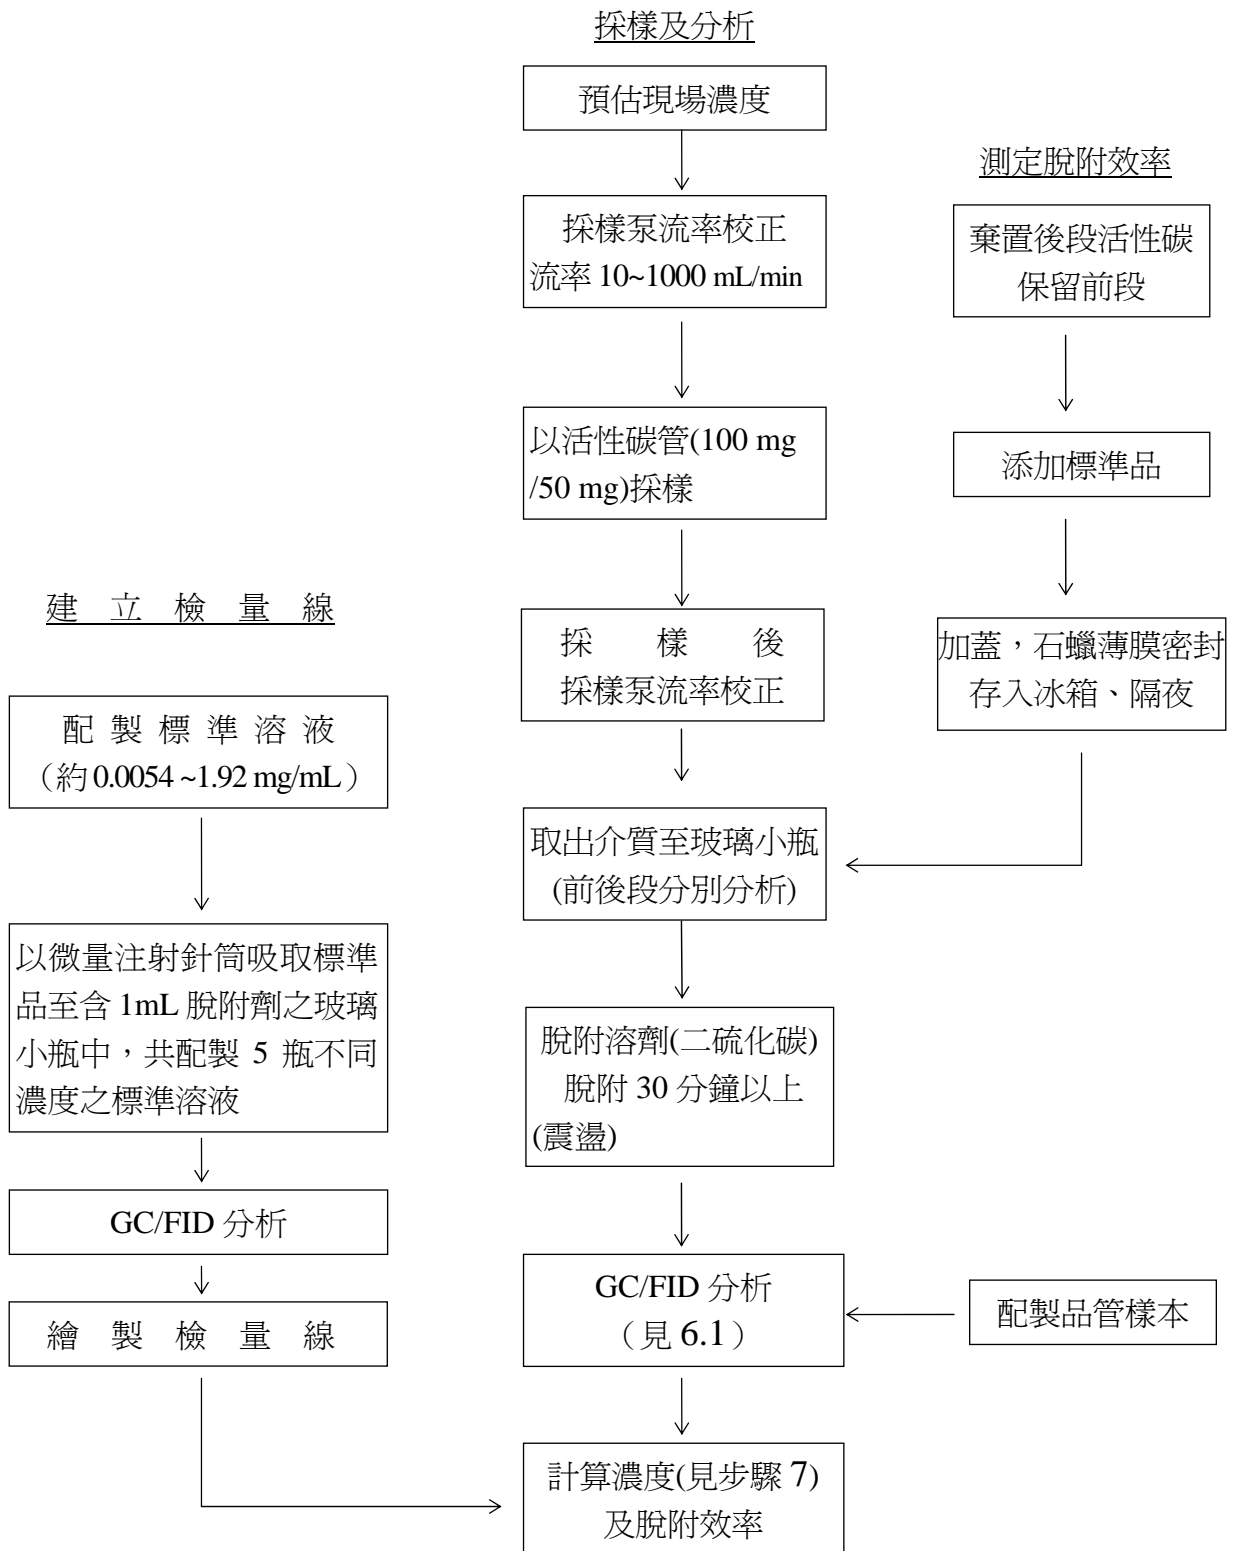 採樣及分析
預估現場濃度
採樣泵流率校正
流率10~1000 mL/min
以活性碳管(100 mg
/50 mg)採樣
採樣後
採樣泵流率校正
取出介質至玻璃小瓶
(前後段分別分析)
脫附溶劑(二硫化碳)
脫附 30 分鐘以上
(震盪)
GC/FID 分析
(見 6.1)
計算濃度(見步驟 7)
及脫附效率
測定脫附效率
棄置後段活性碳
保留前段
添加標準品
加蓋，石蠟薄膜密封
存入冰箱、隔夜
配製品管樣本
建立檢量線
配製標準溶液
（約0.0054 ~1.92 mg/mL）
以微量注射針筒吸取標準
品至含 1mL 脫附劑之玻璃
小瓶中，共配製 5 瓶不同
濃度之標準溶液
GC/FID 分析
繪製檢量線